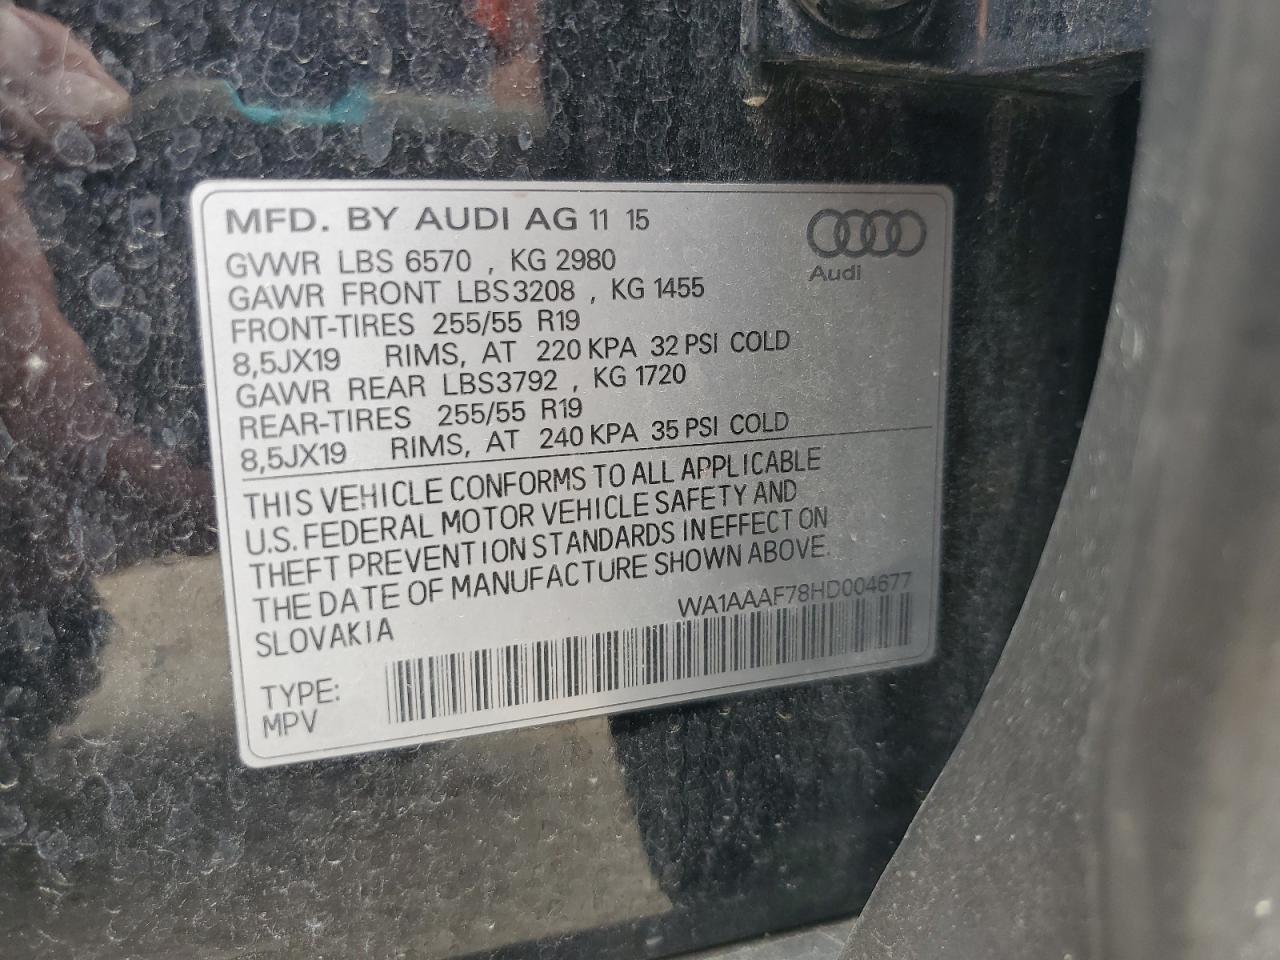 MFD. BY AUDI AG 11 15
Audi
GVWR LBS 6570 , KG 2980
GAWR FRONT LBS3208 , KG 1455
FRONT-TIRES 255/55 R19
8,5JX19 RIMS, AT 220 KPA 32 PSI COLD
GAWR REAR LBS3792 , KG 1720
REAR-TIRES 255/55 R19
8,5JX19 RIMS, AT 240 KPA 35 PSI COLD
THIS VEHICLE CONFORMS TO ALL APPLICABLE
U.S. FEDERAL MOTOR VEHICLE SAFETY AND
THEFT PREVENTION STANDARDS IN EFFECT ON
THE DATE OF MANUFACTURE SHOWN ABOVE.
SLOVAKIA
WA1AAAF78HD004677
TYPE:
MPV